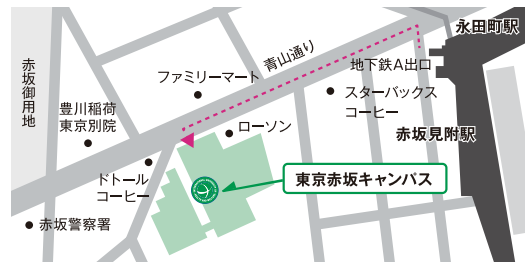 永田町駅
青山通り
地下鉄A出口
赤坂御用地
ファミリーマート
スターバックス
コーヒー
豊川稲荷
東京別院
ローソン
赤坂見附駅
ドトール
コーヒー
東京赤坂キャンパス
赤坂警察署